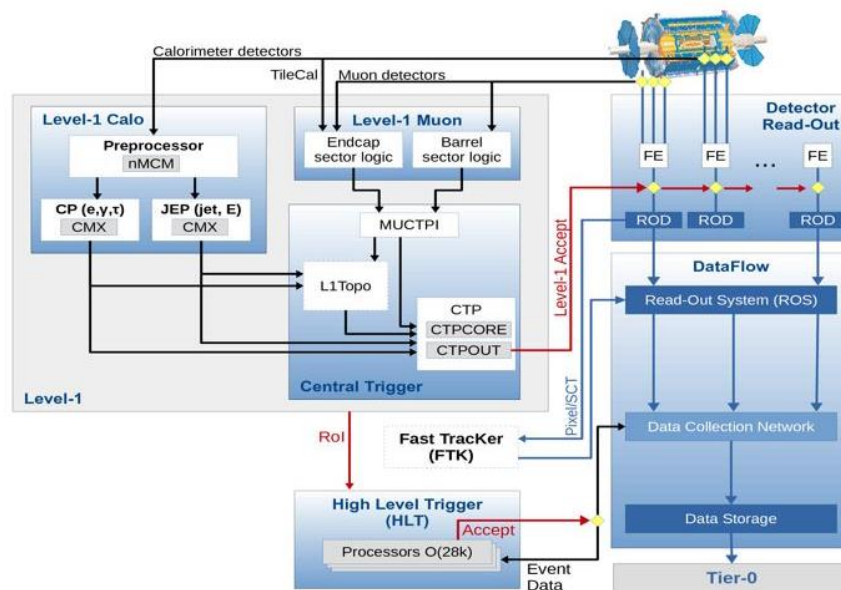 Calorimeter detectors
TileCal
Muon detectors
Level-1 Calo
Preprocessor
nMCM
CP (e,γ,τ)
CMX
JEP (jet, E)
CMX
Level-1 Muon
Endcap
sector logic
Barrel
sector logic
MUCTPI
L1Topo
CTP
CTPCORE
CTPOUT
Central Trigger
Level-1
Detector
Read-Out
FE
FE
...
FE
ROD
ROD
ROD
Level-1 Accept
DataFlow
Read-Out System (ROS)
Pixel/SCT
Data Collection Network
Data Storage
Tier-0
RoI
Fast TracKer
(FTK)
High Level Trigger
(HLT)
Accept
Processors O(28k)
Event
Data